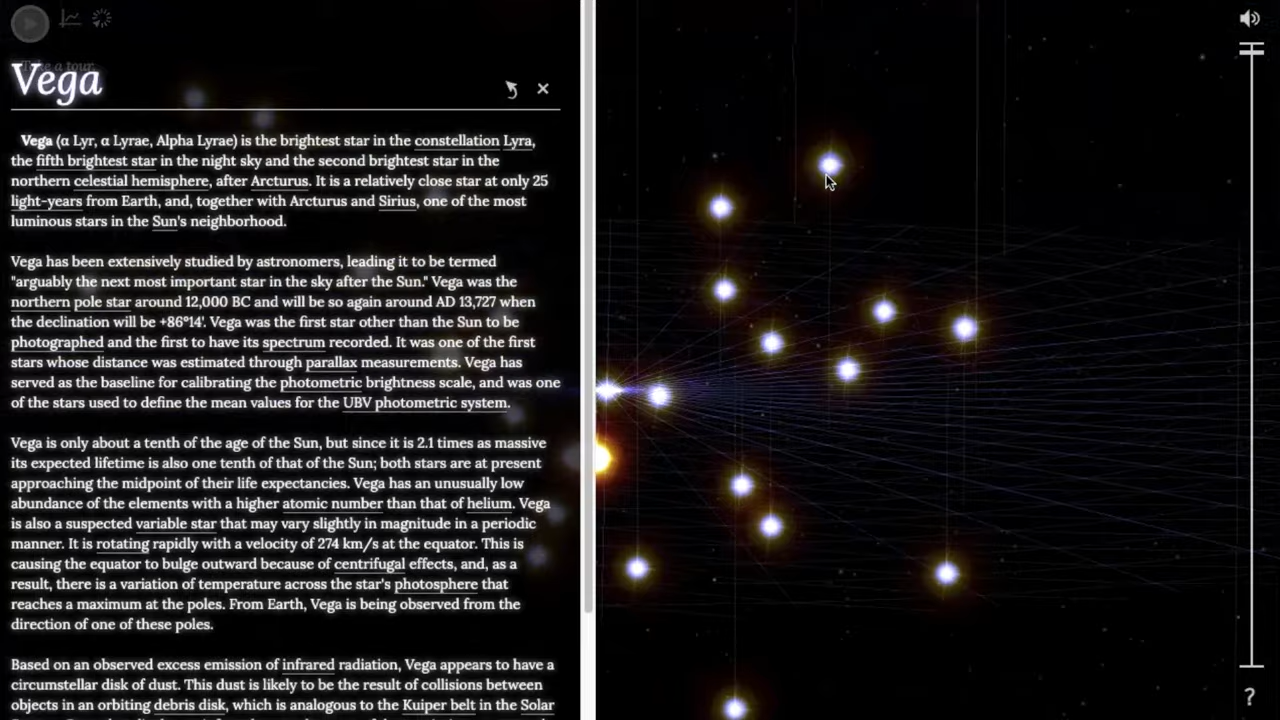 Take a tour
Vega
Vega (α Lyr, α Lyrae, Alpha Lyrae) is the brightest star in the constellation Lyra,
the fifth brightest star in the night sky and the second brightest star in the
northern celestial hemisphere, after Arcturus. It is a relatively close star at only 25
light-years from Earth, and, together with Arcturus and Sirius, one of the most
luminous stars in the Sun's neighborhood.
Vega has been extensively studied by astronomers, leading it to be termed
"arguably the next most important star in the sky after the Sun." Vega was the
northern pole star around 12,000 BC and will be so again around AD 13,727 when
the declination will be +86°14'. Vega was the first star other than the Sun to be
photographed and the first to have its spectrum recorded. It was one of the first
stars whose distance was estimated through parallax measurements. Vega has
served as the baseline for calibrating the photometric brightness scale, and was one
of the stars used to define the mean values for the UBV photometric system.
Vega is only about a tenth of the age of the Sun, but since it is 2.1 times as massive
its expected lifetime is also one tenth of that of the Sun; both stars are at present
approaching the midpoint of their life expectancies. Vega has an unusually low
abundance of the elements with a higher atomic number than that of helium. Vega
is also a suspected variable star that may vary slightly in magnitude in a periodic
manner. It is rotating rapidly with a velocity of 274 km/s at the equator. This is
causing the equator to bulge outward because of centrifugal effects, and, as a
result, there is a variation of temperature across the star's photosphere that
reaches a maximum at the poles. From Earth, Vega is being observed from the
direction of one of these poles.
Based on an observed excess emission of infrared radiation, Vega appears to have a
circumstellar disk of dust. This dust is likely to be the result of collisions between
objects in an orbiting debris disk, which is analogous to the Kuiper belt in the Solar
?